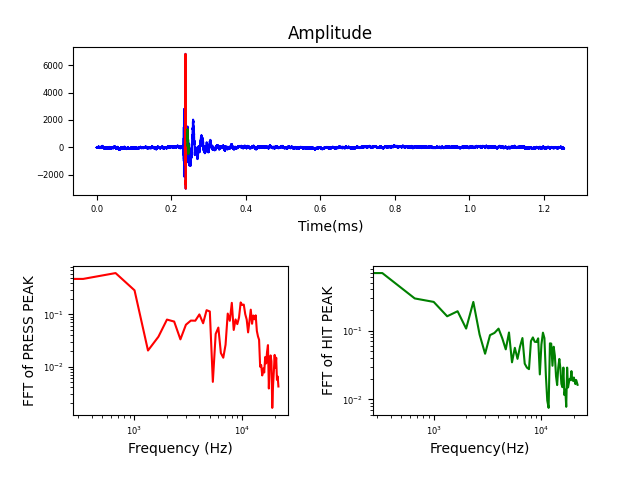 Amplitude
6000
4000
2000
0
−2000
0.0 0.2 0.4 0.6 0.8 1.0 1.2
Time(ms)
FFT of PRESS PEAK
10⁻¹
10⁻²
10³ 10⁴
Frequency (Hz)
FFT of HIT PEAK
10⁻¹
10⁻²
10³ 10⁴
Frequency(Hz)